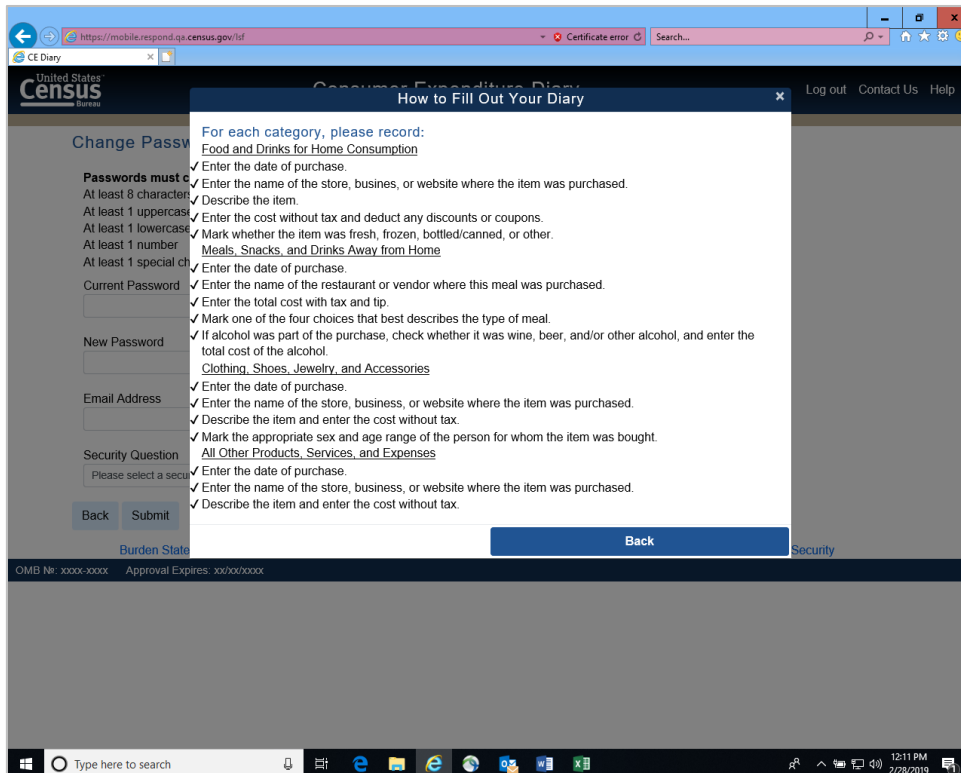 https://mobile.respond.qa.census.gov/lsf
Certificate error
Search...
CE Diary
United States
Census
Bureau
Consumer Expenditure Diary
Log out Contact Us Help
How to Fill Out Your Diary
Change Passw
Passwords must c
At least 8 characters
At least 1 uppercase
At least 1 lowercase
At least 1 number
At least 1 special ch
Current Password
New Password
Email Address
Security Question
Please select a secu
Back Submit
For each category, please record:
Food and Drinks for Home Consumption
✓ Enter the date of purchase.
✓ Enter the name of the store, busines, or website where the item was purchased.
✓ Describe the item.
✓ Enter the cost without tax and deduct any discounts or coupons.
✓ Mark whether the item was fresh, frozen, bottled/canned, or other.
Meals, Snacks, and Drinks Away from Home
✓ Enter the date of purchase.
✓ Enter the name of the restaurant or vendor where this meal was purchased.
✓ Enter the total cost with tax and tip.
✓ Mark one of the four choices that best describes the type of meal.
✓ If alcohol was part of the purchase, check whether it was wine, beer, and/or other alcohol, and enter the
total cost of the alcohol.
Clothing, Shoes, Jewelry, and Accessories
✓ Enter the date of purchase.
✓ Enter the name of the store, business, or website where the item was purchased.
✓ Describe the item and enter the cost without tax.
✓ Mark the appropriate sex and age range of the person for whom the item was bought.
All Other Products, Services, and Expenses
✓ Enter the date of purchase.
✓ Enter the name of the store, business, or website where the item was purchased.
✓ Describe the item and enter the cost without tax.
Back
Burden State
Security
OMB №: xxxx-xxxx Approval Expires: xx/xx/xxxx
Type here to search
12:11 PM
2/28/2019